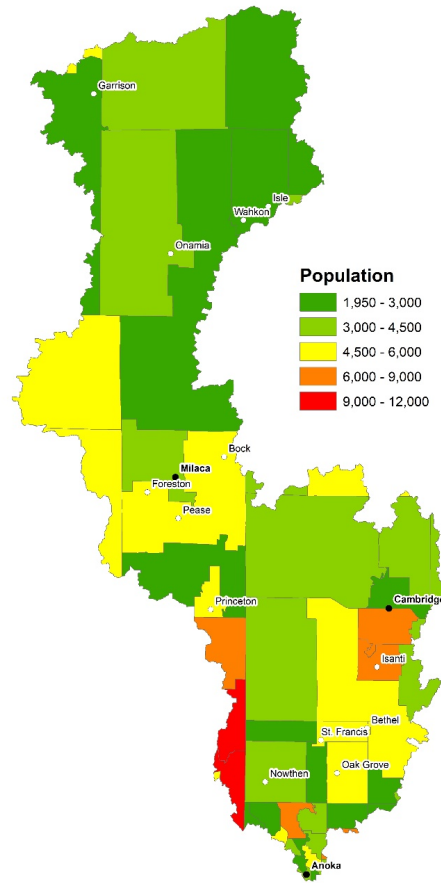 Garrison
Isle
Wahkon
Onamia
Population
1,950 - 3,000
3,000 - 4,500
4,500 - 6,000
6,000 - 9,000
9,000 - 12,000
Bock
Milaca
Foreston
Pease
Princeton
Cambridge
Isanti
Bethel
St. Francis
Oak Grove
Nowthen
Anoka